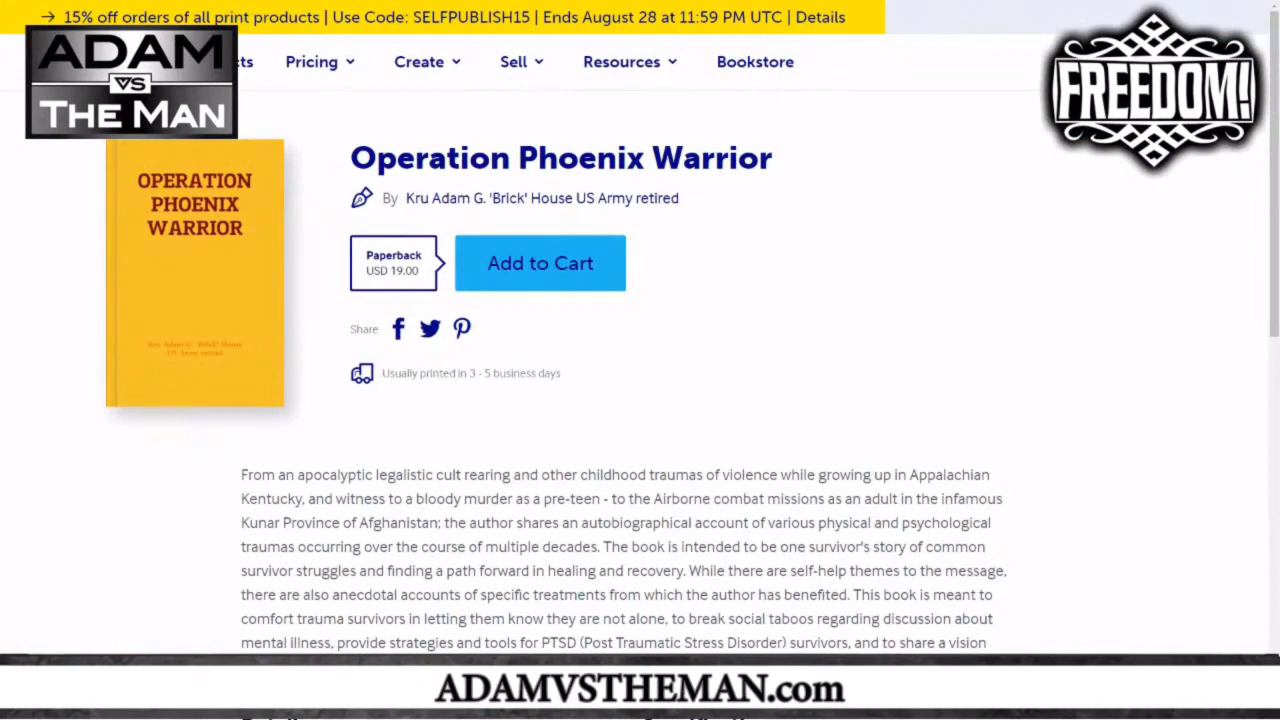 → 15% off orders of all print products | Use Code: SELFPUBLISH15 | Ends August 28 at 11:59 PM UTC | Details
ADAM
VS
THE MAN
cts Pricing Create Sell Resources Bookstore
FREEDOM!
OPERATION
PHOENIX
WARRIOR
Kru Adam G. 'Brick' House
US Army retired
Operation Phoenix Warrior
By Kru Adam G. 'Brick' House US Army retired
Paperback
USD 19.00
Add to Cart
Share
Usually printed in 3 - 5 business days
From an apocalyptic legalistic cult rearing and other childhood traumas of violence while growing up in Appalachian
Kentucky, and witness to a bloody murder as a pre-teen - to the Airborne combat missions as an adult in the infamous
Kunar Province of Afghanistan; the author shares an autobiographical account of various physical and psychological
traumas occurring over the course of multiple decades. The book is intended to be one survivor's story of common
survivor struggles and finding a path forward in healing and recovery. While there are self-help themes to the message,
there are also anecdotal accounts of specific treatments from which the author has benefited. This book is meant to
comfort trauma survivors in letting them know they are not alone, to break social taboos regarding discussion about
mental illness, provide strategies and tools for PTSD (Post Traumatic Stress Disorder) survivors, and to share a vision
ADAMVSTHEMAN.com